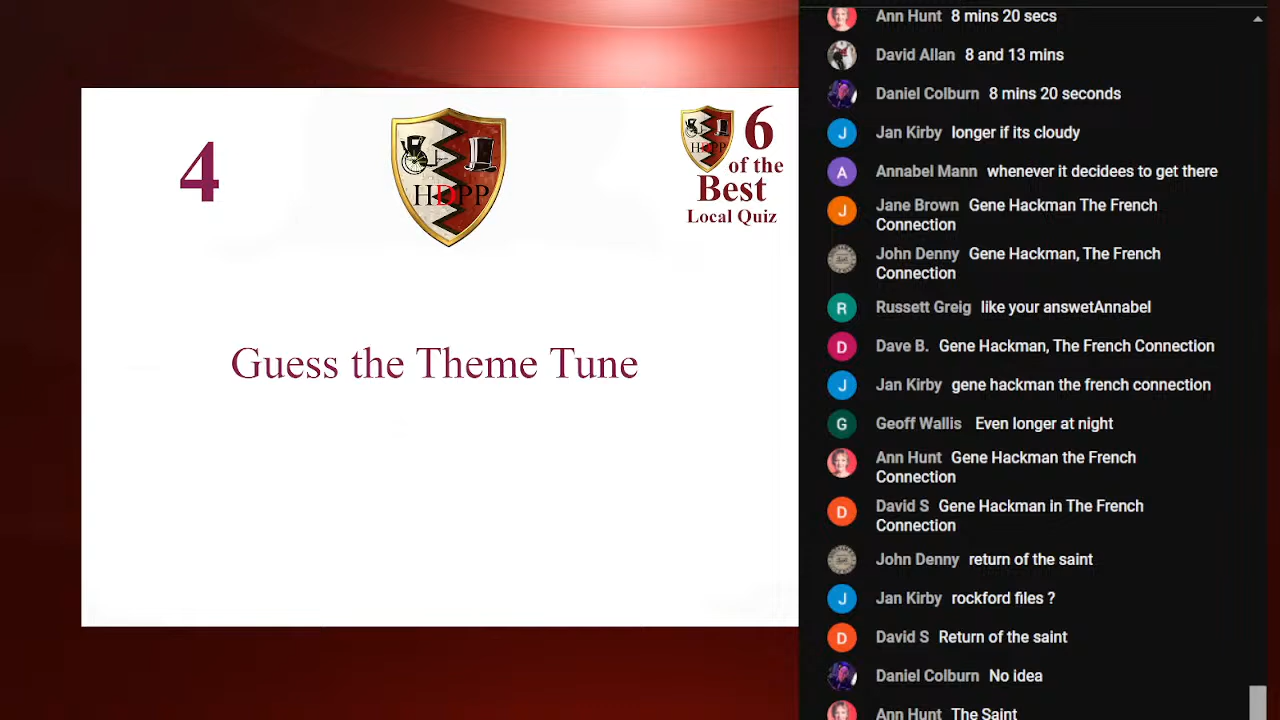 4
HDPP
HDPP
6
of the
Best
Local Quiz
Guess the Theme Tune
Ann Hunt 8 mins 20 secs
David Allan 8 and 13 mins
Daniel Colburn 8 mins 20 seconds
J Jan Kirby longer if its cloudy
A Annabel Mann whenever it decidees to get there
J Jane Brown Gene Hackman The French
Connection
John Denny Gene Hackman, The French
Connection
R Russett Greig like your answetAnnabel
D Dave B. Gene Hackman, The French Connection
J Jan Kirby gene hackman the french connection
G Geoff Wallis Even longer at night
Ann Hunt Gene Hackman the French
Connection
D David S Gene Hackman in The French
Connection
John Denny return of the saint
J Jan Kirby rockford files ?
D David S Return of the saint
Daniel Colburn No idea
Ann Hunt The Saint